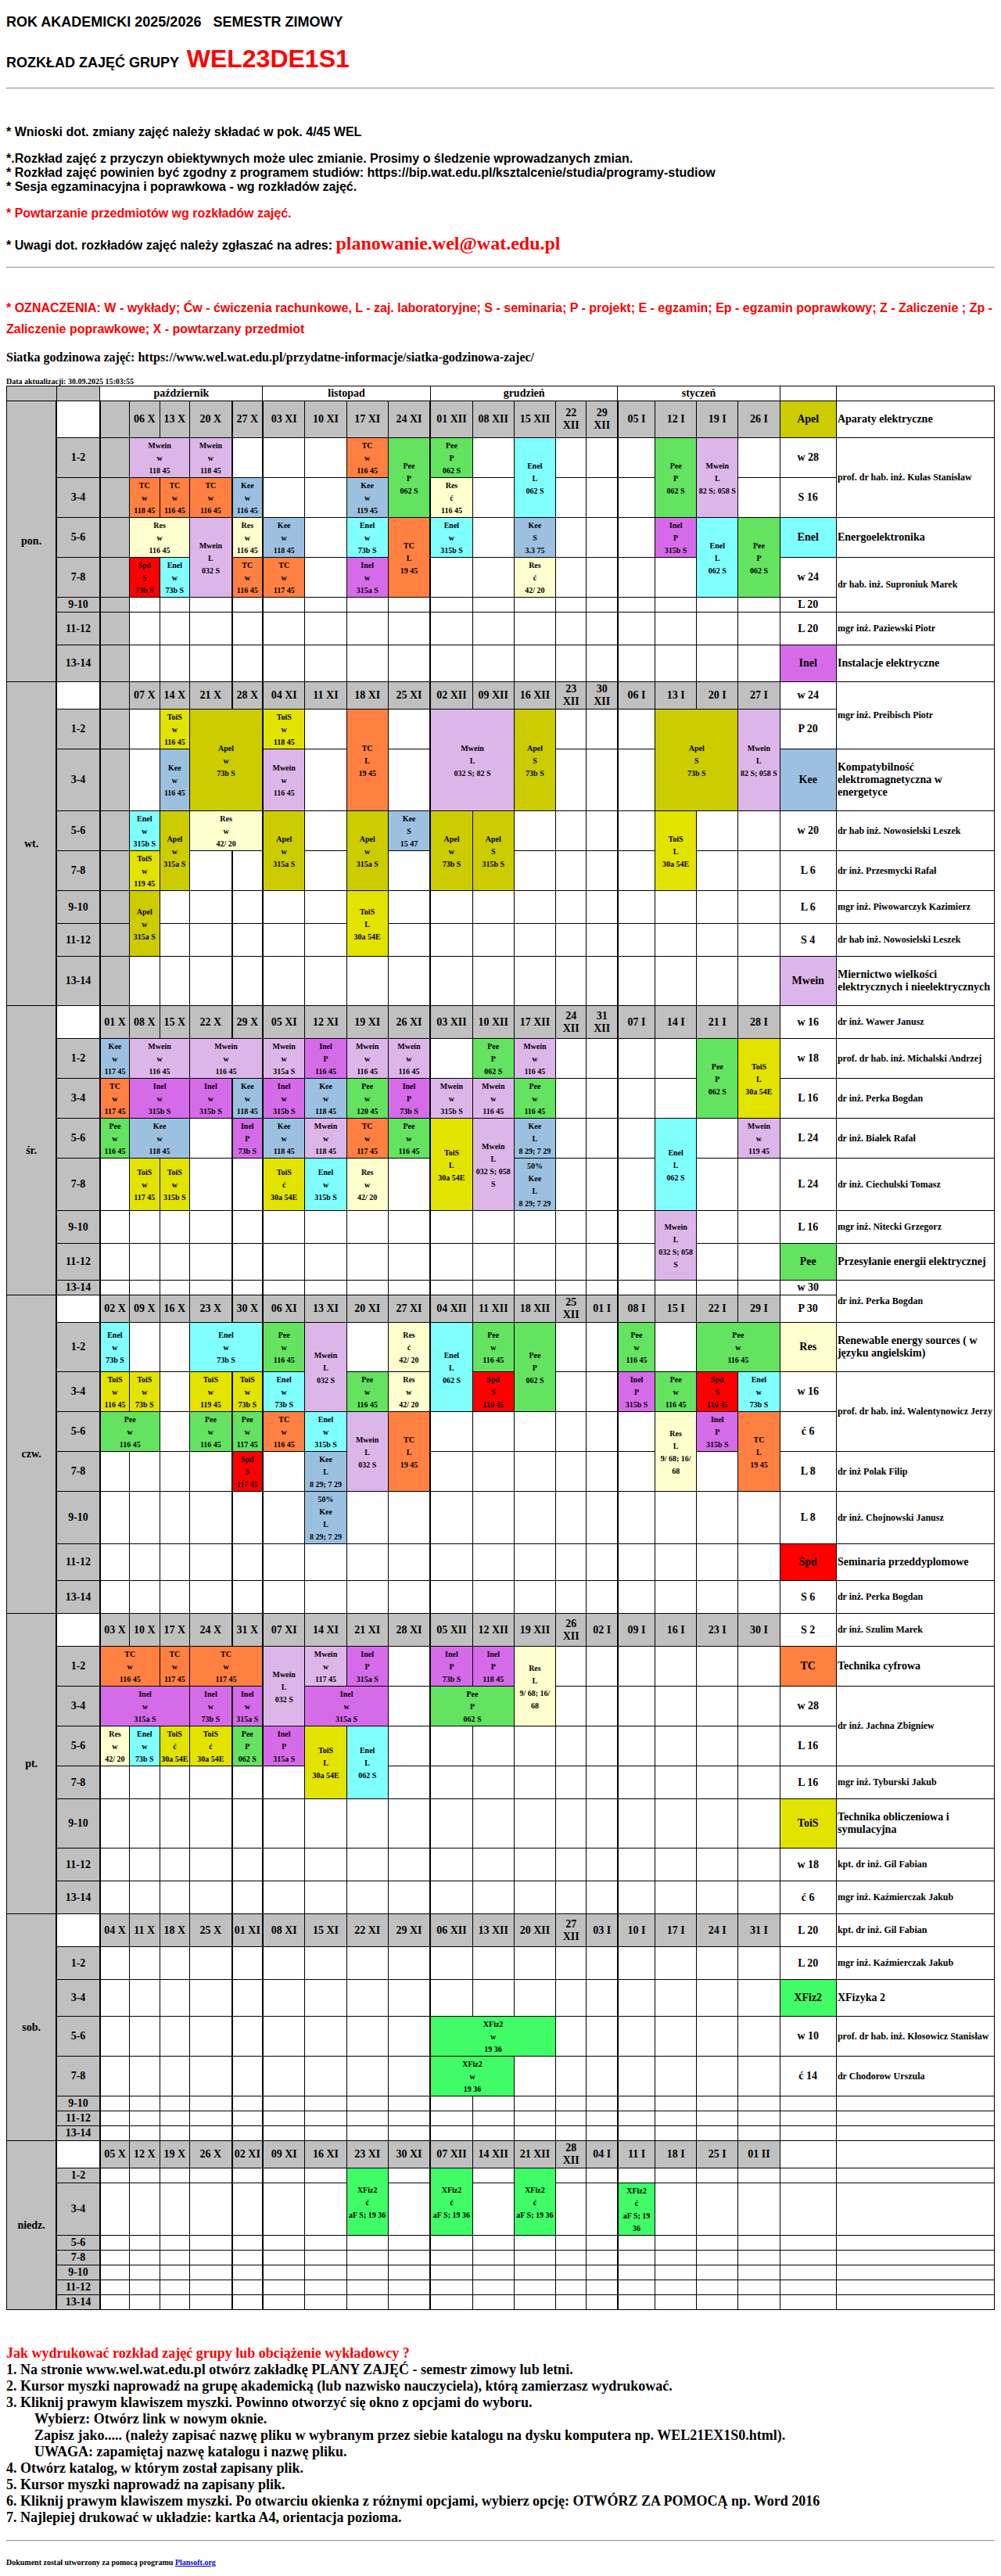 ROK AKADEMICKI 2025/2026 SEMESTR ZIMOWY
ROZKŁAD ZAJĘĆ GRUPY WEL23DE1S1
* Wnioski dot. zmiany zajęć należy składać w pok. 4/45 WEL
*.Rozkład zajęć z przyczyn obiektywnych może ulec zmianie. Prosimy o śledzenie wprowadzanych zmian.
* Rozkład zajęć powinien być zgodny z programem studiów: https://bip.wat.edu.pl/ksztalcenie/studia/programy-studiow
* Sesja egzaminacyjna i poprawkowa - wg rozkładów zajęć.
* Powtarzanie przedmiotów wg rozkładów zajęć.
* Uwagi dot. rozkładów zajęć należy zgłaszać na adres: planowanie.wel@wat.edu.pl
* OZNACZENIA: W - wykłady; Ćw - ćwiczenia rachunkowe, L - zaj. laboratoryjne; S - seminaria; P - projekt; E - egzamin; Ep - egzamin poprawkowy; Z - Zaliczenie ; Zp -
Zaliczenie poprawkowe; X - powtarzany przedmiot
Siatka godzinowa zajęć: https://www.wel.wat.edu.pl/przydatne-informacje/siatka-godzinowa-zajec/
Data aktualizacji: 30.09.2025 15:03:55
październik listopad grudzień styczeń
pon. 06 X 13 X 20 X 27 X 03 XI 10 XI 17 XI 24 XI 01 XII 08 XII 15 XII 22 XII 29 XII 05 I 12 I 19 I 26 I Apel Aparaty elektryczne
1-2 Mwein w 118 45 Mwein w 118 45 TC w 116 45 Pee P 062 S Pee P 062 S Enel L 062 S Pee P 062 S Mwein L 82 S; 058 S w 28 prof. dr hab. inż. Kulas Stanisław
3-4 TC w 118 45 TC w 116 45 TC w 116 45 Kee w 116 45 Kee w 119 45 Res ć 116 45 S 16
5-6 Res w 116 45 Mwein L 032 S Res w 116 45 Kee w 118 45 Enel w 73b S TC L 19 45 Enel w 315b S Kee S 3.3 75 Inel P 315b S Enel L 062 S Pee P 062 S Enel Energoelektronika
7-8 Spd S 73b S Enel w 73b S TC w 116 45 TC w 117 45 Inel w 315a S Res ć 42/ 20 w 24 dr hab. inż. Suproniuk Marek
9-10 L 20
11-12 L 20 mgr inż. Paziewski Piotr
13-14 Inel Instalacje elektryczne
wt. 07 X 14 X 21 X 28 X 04 XI 11 XI 18 XI 25 XI 02 XII 09 XII 16 XII 23 XII 30 XII 06 I 13 I 20 I 27 I w 24 mgr inż. Preibisch Piotr
1-2 ToiS w 116 45 Apel w 73b S ToiS w 118 45 TC L 19 45 Mwein L 032 S; 82 S Apel S 73b S Apel S 73b S Mwein L 82 S; 058 S P 20
3-4 Kee w 116 45 Mwein w 116 45 Kee Kompatybilność elektromagnetyczna w energetyce
5-6 Enel w 315b S Apel w 315a S Res w 42/ 20 Apel w 315a S Apel w 315a S Kee S 15 47 Apel w 73b S Apel S 315b S ToiS L 30a 54E w 20 dr hab inż. Nowosielski Leszek
7-8 ToiS w 119 45 L 6 dr inż. Przesmycki Rafał
9-10 Apel w 315a S ToiS L 30a 54E L 6 mgr inż. Piwowarczyk Kazimierz
11-12 S 4 dr hab inż. Nowosielski Leszek
13-14 Mwein Miernictwo wielkości elektrycznych i nieelektrycznych
śr. 01 X 08 X 15 X 22 X 29 X 05 XI 12 XI 19 XI 26 XI 03 XII 10 XII 17 XII 24 XII 31 XII 07 I 14 I 21 I 28 I w 16 dr inż. Wawer Janusz
1-2 Kee w 117 45 Mwein w 116 45 Mwein w 116 45 Mwein w 315a S Inel P 116 45 Mwein w 116 45 Mwein w 116 45 Pee P 062 S Mwein w 116 45 Pee P 062 S ToiS L 30a 54E w 18 prof. dr hab. inż. Michalski Andrzej
3-4 TC w 117 45 Inel w 315b S Inel w 315b S Kee w 118 45 Inel w 315b S Kee w 118 45 Pee w 120 45 Inel P 73b S Mwein w 315b S Mwein w 116 45 Pee w 116 45 L 16 dr inż. Perka Bogdan
5-6 Pee w 116 45 Kee w 118 45 Inel P 73b S Kee w 118 45 Mwein w 118 45 TC w 117 45 Pee w 116 45 ToiS L 30a 54E Mwein L 032 S; 058 S Kee L 8 29; 7 29 Enel L 062 S Mwein w 119 45 L 24 dr inż. Białek Rafał
7-8 ToiS w 117 45 ToiS w 315b S ToiS ć 30a 54E Enel w 315b S Res w 42/ 20 50% Kee L 8 29; 7 29 L 24 dr inż. Ciechulski Tomasz
9-10 Mwein L 032 S; 058 S L 16 mgr inż. Nitecki Grzegorz
11-12 Pee Przesyłanie energii elektrycznej
13-14 w 30 dr inż. Perka Bogdan
czw. 02 X 09 X 16 X 23 X 30 X 06 XI 13 XI 20 XI 27 XI 04 XII 11 XII 18 XII 25 XII 01 I 08 I 15 I 22 I 29 I P 30
1-2 Enel w 73b S Enel w 73b S Pee w 116 45 Mwein L 032 S Res ć 42/ 20 Enel L 062 S Pee w 116 45 Pee P 062 S Pee w 116 45 Pee w 116 45 Res Renewable energy sources ( w języku angielskim)
3-4 ToiS w 116 45 ToiS w 73b S ToiS w 119 45 ToiS w 73b S Enel w 73b S Pee w 116 45 Res w 42/ 20 Spd S 116 45 Inel P 315b S Pee w 116 45 Spd S 116 45 Enel w 73b S w 16 prof. dr hab. inż. Walentynowicz Jerzy
5-6 Pee w 116 45 Pee w 116 45 Pee w 117 45 TC w 116 45 Enel w 315b S Mwein L 032 S TC L 19 45 Res L 9/ 68; 16/ 68 Inel P 315b S TC L 19 45 ć 6
7-8 Spd S 117 45 Kee L 8 29; 7 29 L 8 dr inż Polak Filip
9-10 50% Kee L 8 29; 7 29 L 8 dr inż. Chojnowski Janusz
11-12 Spd Seminaria przeddyplomowe
13-14 S 6 dr inż. Perka Bogdan
pt. 03 X 10 X 17 X 24 X 31 X 07 XI 14 XI 21 XI 28 XI 05 XII 12 XII 19 XII 26 XII 02 I 09 I 16 I 23 I 30 I S 2 dr inż. Szulim Marek
1-2 TC w 116 45 TC w 117 45 TC w 117 45 Mwein L 032 S Mwein w 117 45 Inel P 315a S Inel P 73b S Inel P 118 45 Res L 9/ 68; 16/ 68 TC Technika cyfrowa
3-4 Inel w 315a S Inel w 73b S Inel w 315a S Inel w 315a S Pee P 062 S w 28 dr inż. Jachna Zbigniew
5-6 Res w 42/ 20 Enel w 73b S ToiS ć 30a 54E ToiS ć 30a 54E Pee P 062 S Inel P 315a S ToiS L 30a 54E Enel L 062 S L 16
7-8 L 16 mgr inż. Tyburski Jakub
9-10 ToiS Technika obliczeniowa i symulacyjna
11-12 w 18 kpt. dr inż. Gil Fabian
13-14 ć 6 mgr inż. Kaźmierczak Jakub
sob. 04 X 11 X 18 X 25 X 01 XI 08 XI 15 XI 22 XI 29 XI 06 XII 13 XII 20 XII 27 XII 03 I 10 I 17 I 24 I 31 I L 20 kpt. dr inż. Gil Fabian
1-2 L 20 mgr inż. Kaźmierczak Jakub
3-4 XFiz2 XFizyka 2
5-6 XFiz2 w 19 36 w 10 prof. dr hab. inż. Kłosowicz Stanisław
7-8 XFiz2 w 19 36 ć 14 dr Chodorow Urszula
9-10
11-12
13-14
niedz. 05 X 12 X 19 X 26 X 02 XI 09 XI 16 XI 23 XI 30 XI 07 XII 14 XII 21 XII 28 XII 04 I 11 I 18 I 25 I 01 II
1-2 XFiz2 ć aF S; 19 36 XFiz2 ć aF S; 19 36 XFiz2 ć aF S; 19 36
3-4 XFiz2 ć aF S; 19 36
5-6
7-8
9-10
11-12
13-14
Jak wydrukować rozkład zajęć grupy lub obciążenie wykładowcy ?
1. Na stronie www.wel.wat.edu.pl otwórz zakładkę PLANY ZAJĘĆ - semestr zimowy lub letni.
2. Kursor myszki naprowadź na grupę akademicką (lub nazwisko nauczyciela), którą zamierzasz wydrukować.
3. Kliknij prawym klawiszem myszki. Powinno otworzyć się okno z opcjami do wyboru.
Wybierz: Otwórz link w nowym oknie.
Zapisz jako..... (należy zapisać nazwę pliku w wybranym przez siebie katalogu na dysku komputera np. WEL21EX1S0.html).
UWAGA: zapamiętaj nazwę katalogu i nazwę pliku.
4. Otwórz katalog, w którym został zapisany plik.
5. Kursor myszki naprowadź na zapisany plik.
6. Kliknij prawym klawiszem myszki. Po otwarciu okienka z różnymi opcjami, wybierz opcję: OTWÓRZ ZA POMOCĄ np. Word 2016
7. Najlepiej drukować w układzie: kartka A4, orientacja pozioma.
Dokument został utworzony za pomocą programu Plansoft.org